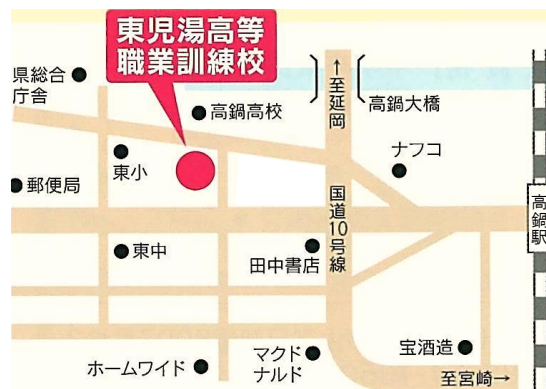 東児湯高等
職業訓練校
県総合
庁舎
高鍋高校
↑至延岡
高鍋大橋
東小
ナフコ
郵便局
国道10号線
高鍋駅
東中
田中書店
ホームワイド
マクド
ナルド
宝酒造
至宮崎→